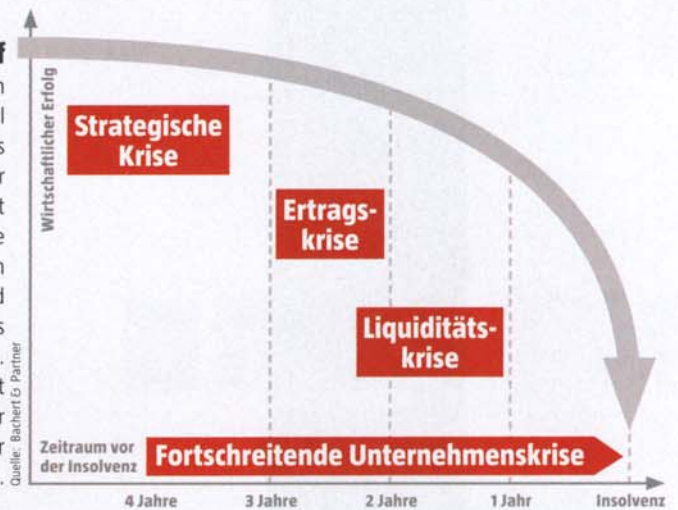 f
n
l
s
r
t
e
n
d
s
.
t
r
r
.
Wirtschaftlicher Erfolg
Strategische
Krise
Ertrags-
krise
Liquiditäts-
krise
Quelle: Bachert & Partner
Zeitraum vor
der Insolvenz
Fortschreitende Unternehmenskrise
4 Jahre
3 Jahre
2 Jahre
1 Jahr
Insolvenz